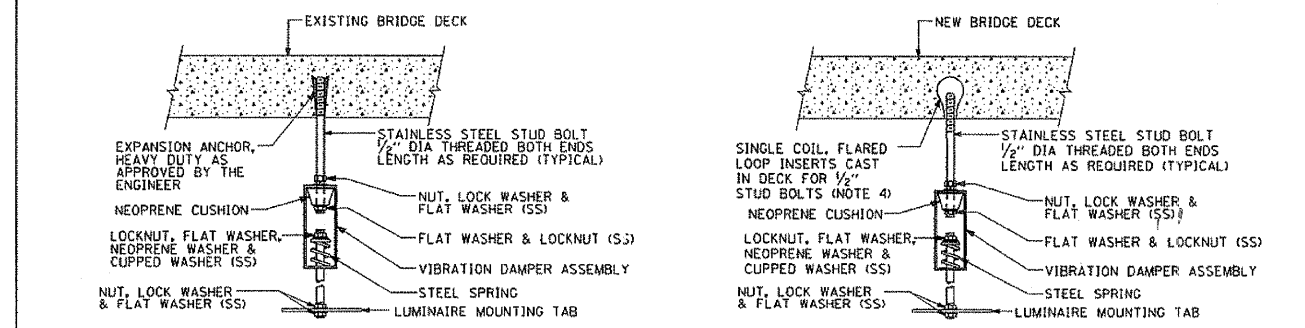 EXISTING BRIDGE DECK
EXPANSION ANCHOR,
HEAVY DUTY AS
APPROVED BY THE
ENGINEER
STAINLESS STEEL STUD BOLT
1/2" DIA THREADED BOTH ENDS
LENGTH AS REQUIRED (TYPICAL)
NUT, LOCK WASHER &
FLAT WASHER (SS)
NEOPRENE CUSHION
LOCKNUT, FLAT WASHER,
NEOPRENE WASHER &
CUPPED WASHER (SS)
FLAT WASHER & LOCKNUT (SS)
VIBRATION DAMPER ASSEMBLY
STEEL SPRING
NUT, LOCK WASHER
& FLAT WASHER (SS)
LUMINAIRE MOUNTING TAB
NEW BRIDGE DECK
SINGLE COIL, FLARED
LOOP INSERTS CAST
IN DECK FOR 1/2"
STUD BOLTS (NOTE 4)
STAINLESS STEEL STUD BOLT
1/2" DIA THREADED BOTH ENDS
LENGTH AS REQUIRED (TYPICAL)
NUT, LOCK WASHER &
FLAT WASHER (SS)
NEOPRENE CUSHION
LOCKNUT, FLAT WASHER,
NEOPRENE WASHER &
CUPPED WASHER (SS)
FLAT WASHER & LOCKNUT (SS)
VIBRATION DAMPER ASSEMBLY
STEEL SPRING
NUT, LOCK WASHER
& FLAT WASHER (SS)
LUMINAIRE MOUNTING TAB